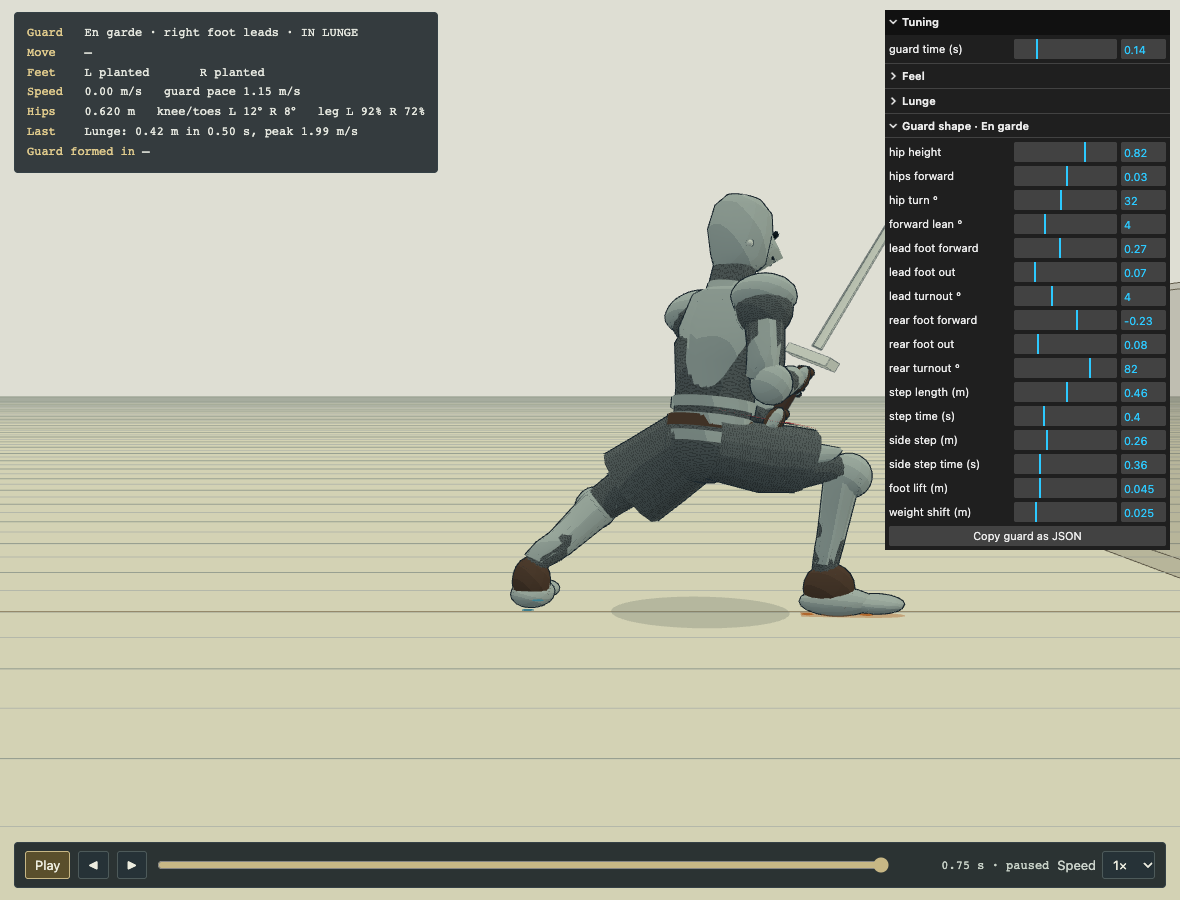 Guard En garde · right foot leads · IN LUNGE
Move —
Feet L planted R planted
Speed 0.00 m/s guard pace 1.15 m/s
Hips 0.620 m knee/toes L 12° R 8° leg L 92% R 72%
Last Lunge: 0.42 m in 0.50 s, peak 1.99 m/s
Guard formed in —
Tuning
guard time (s) 0.14
Feel
Lunge
Guard shape · En garde
hip height 0.82
hips forward 0.03
hip turn ° 32
forward lean ° 4
lead foot forward 0.27
lead foot out 0.07
lead turnout ° 4
rear foot forward -0.23
rear foot out 0.08
rear turnout ° 82
step length (m) 0.46
step time (s) 0.4
side step (m) 0.26
side step time (s) 0.36
foot lift (m) 0.045
weight shift (m) 0.025
Copy guard as JSON
Play ◀ ▶ 0.75 s · paused Speed 1×